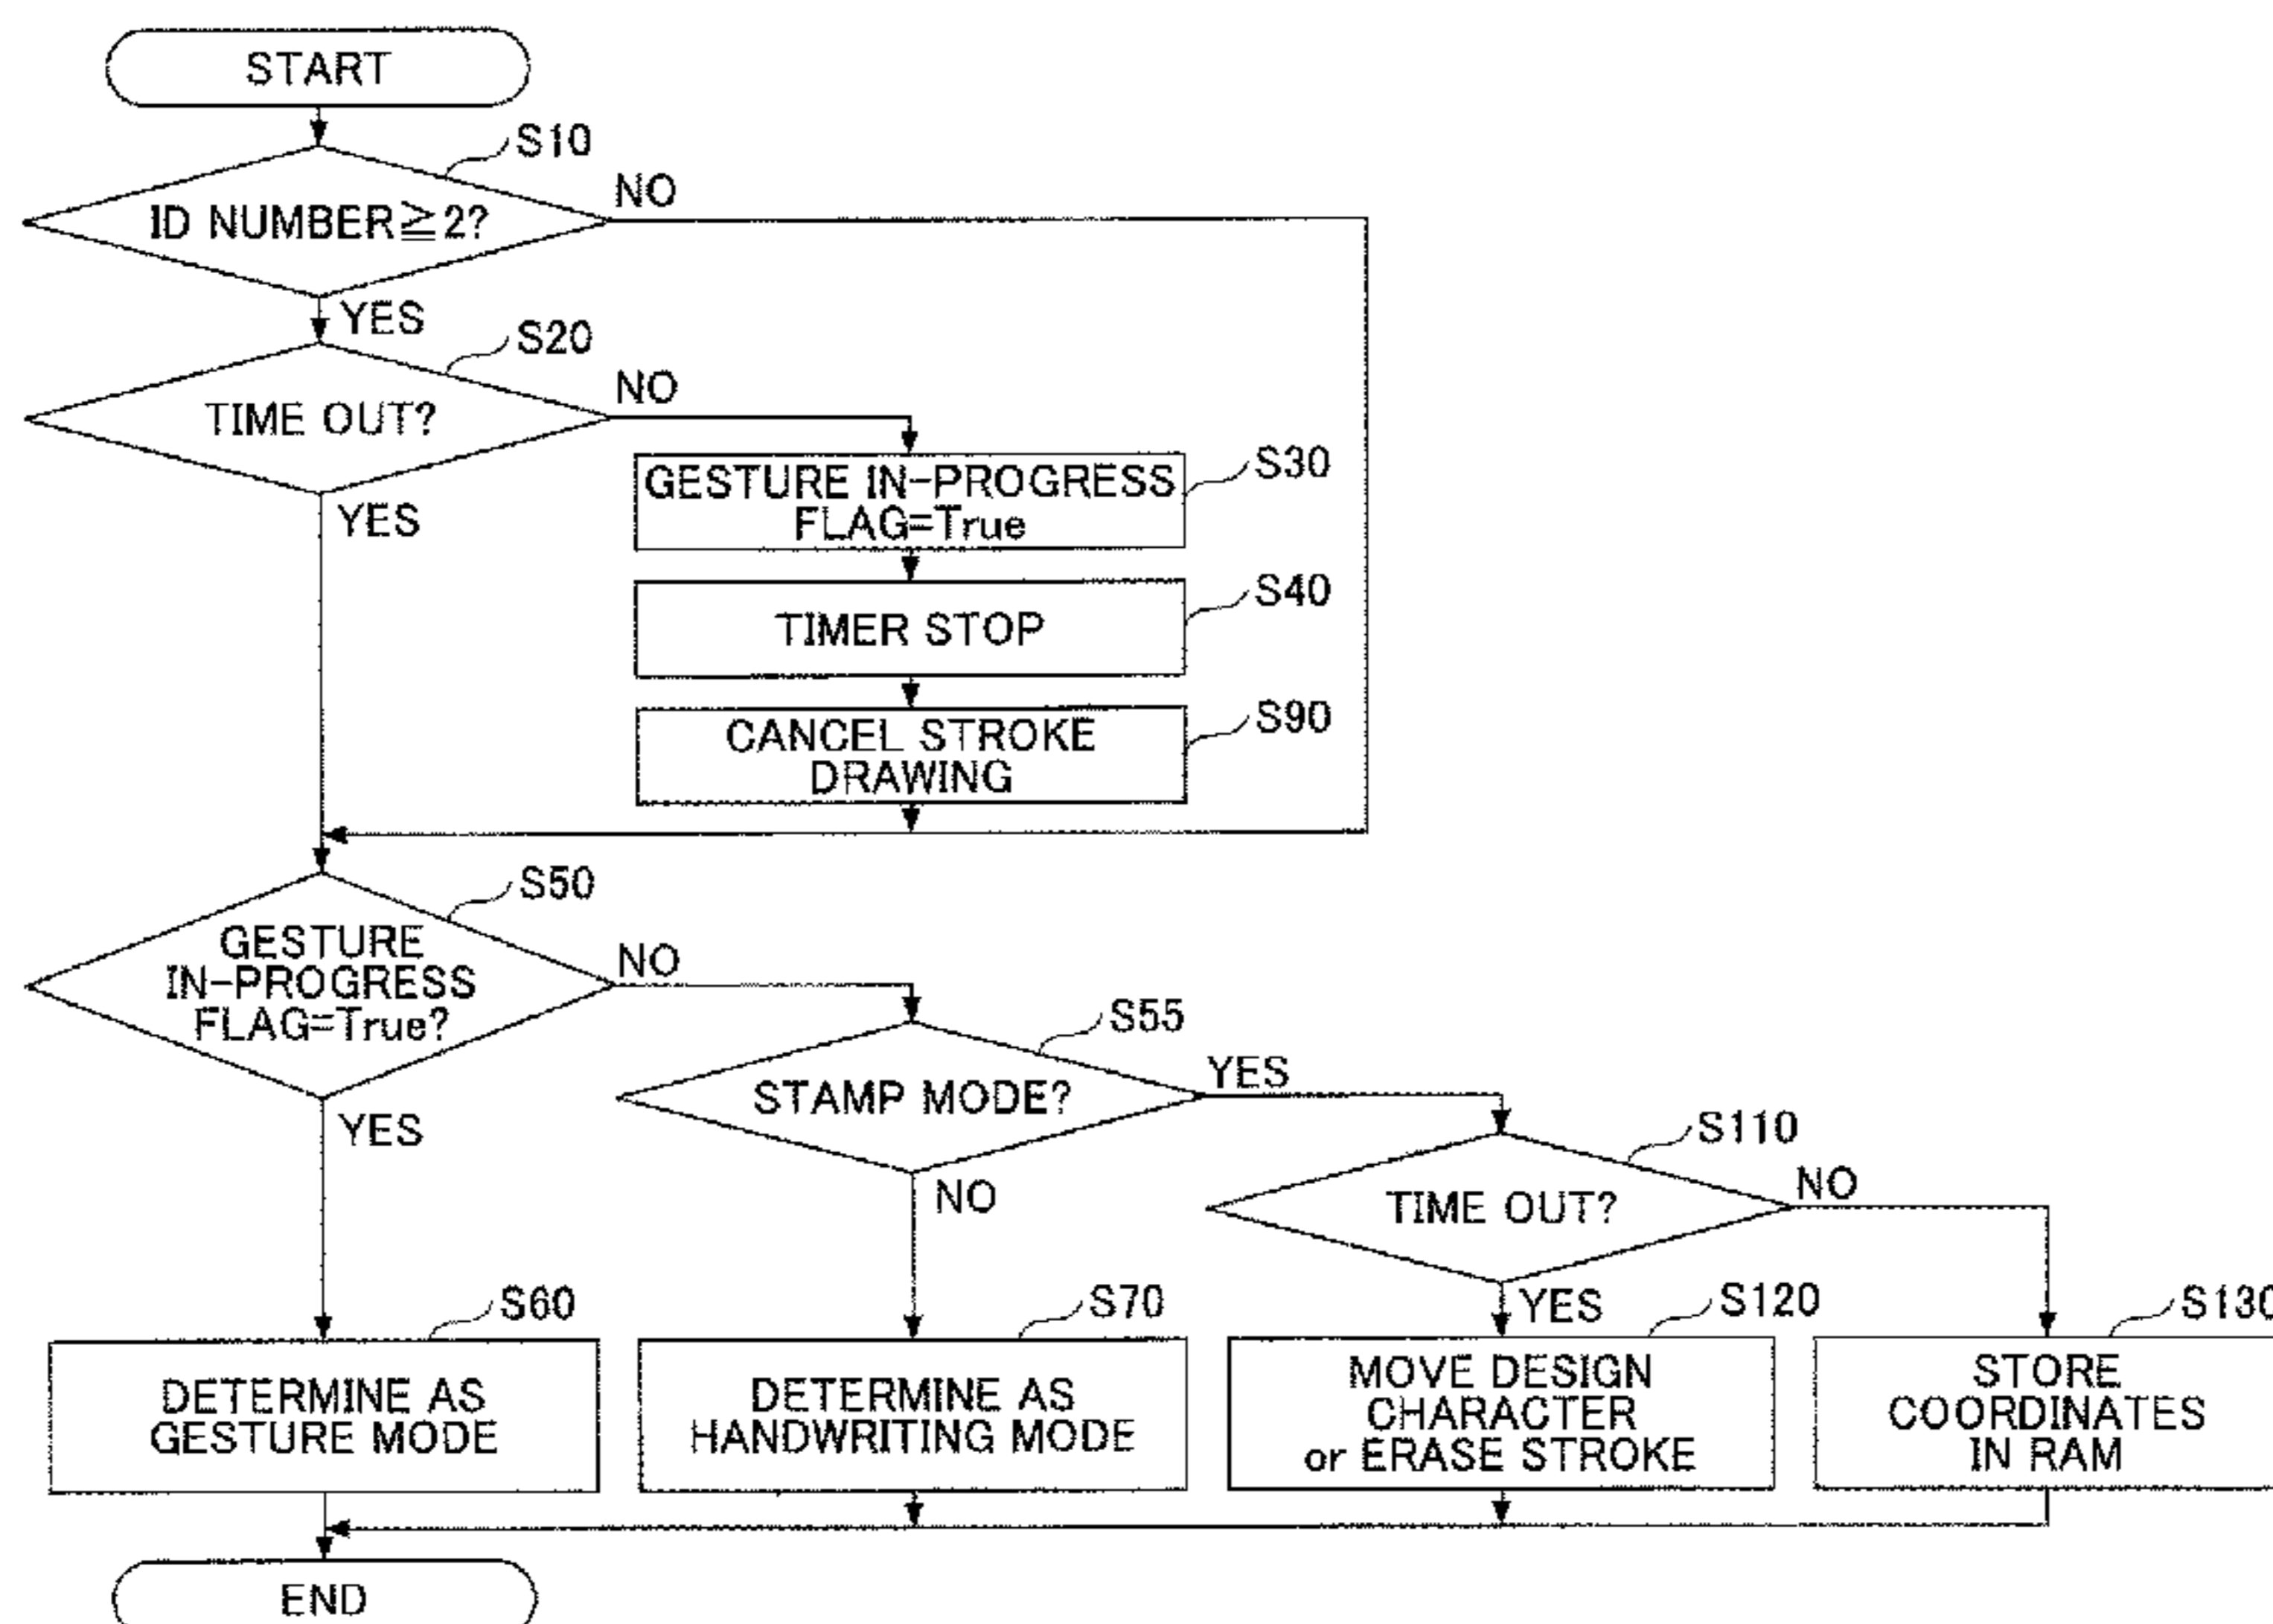 START
S10
ID NUMBER≧2?
NO
YES
S20
TIME OUT?
NO
YES
S30
GESTURE IN-PROGRESS
FLAG=True
S40
TIMER STOP
S90
CANCEL STROKE
DRAWING
S50
GESTURE
IN-PROGRESS
FLAG=True?
NO
YES
S55
STAMP MODE?
YES
NO
S110
TIME OUT?
NO
YES
S60
DETERMINE AS
GESTURE MODE
S70
DETERMINE AS
HANDWRITING MODE
S120
MOVE DESIGN
CHARACTER
or ERASE STROKE
S130
STORE
COORDINATES
IN RAM
END